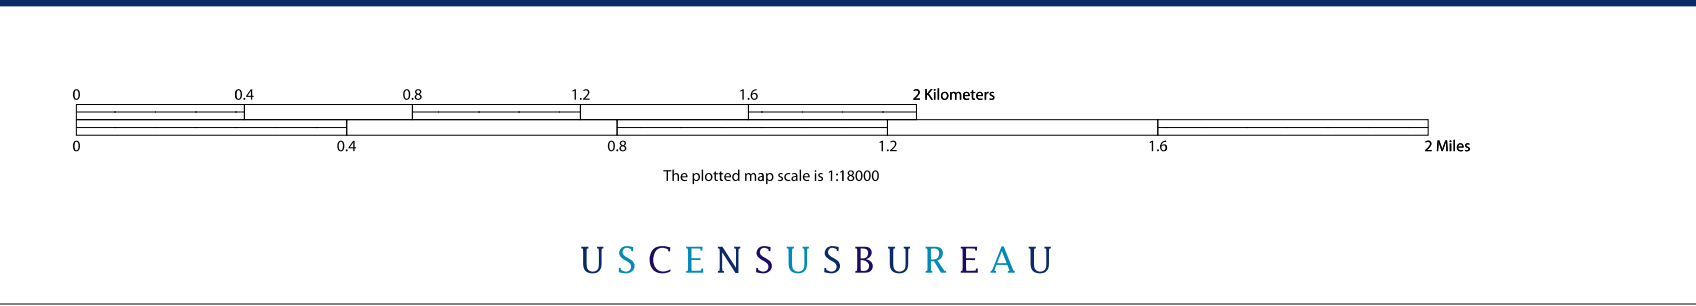 0 0.4 0.8 1.2 1.6 2 Kilometers
0 0.4 0.8 1.2 1.6 2 Miles
The plotted map scale is 1:18000
USCENSUSBUREAU